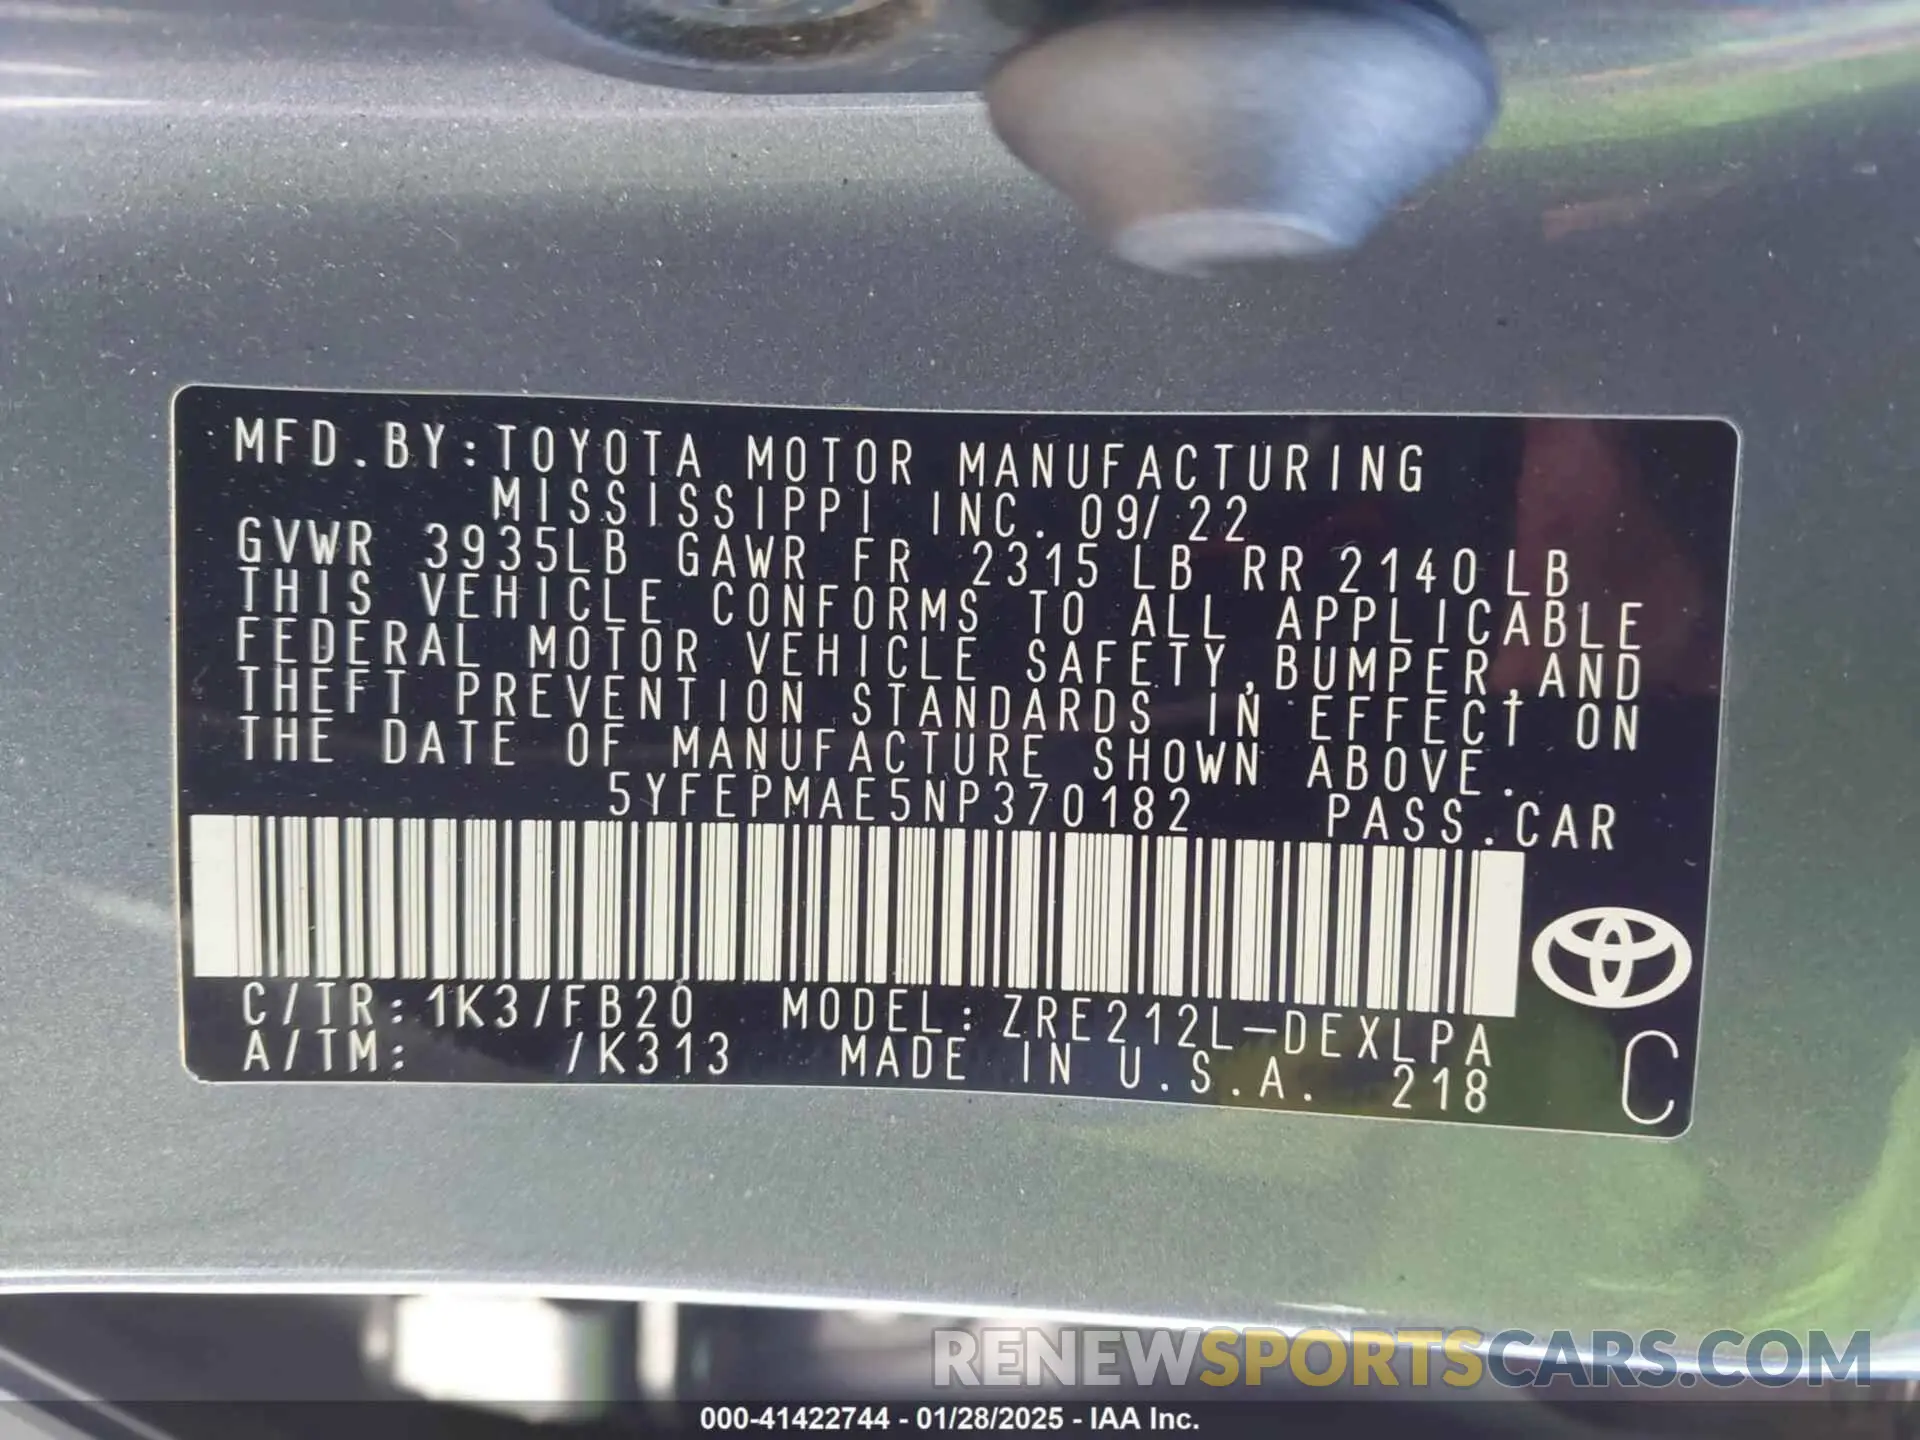 MFD.BY:TOYOTA MOTOR MANUFACTURING
MISSISSIPPI INC. 09/22
GVWR 3935LB GAWR FR 2315LB RR 2140LB
THIS VEHICLE CONFORMS TO ALL APPLICABLE
FEDERAL MOTOR VEHICLE SAFETY,BUMPER,AND
THEFT PREVENTION STANDARDS IN EFFECT ON
THE DATE OF MANUFACTURE SHOWN ABOVE.
5YFEPMAE5NP370182 PASS.CAR
C/TR:1K3/FB20 MODEL:ZRE212L-DEXLPA
A/TM: /K313 MADE IN U.S.A. 218
C
RENEWSPORTSCARS.COM
000-41422744 - 01/28/2025 - IAA Inc.